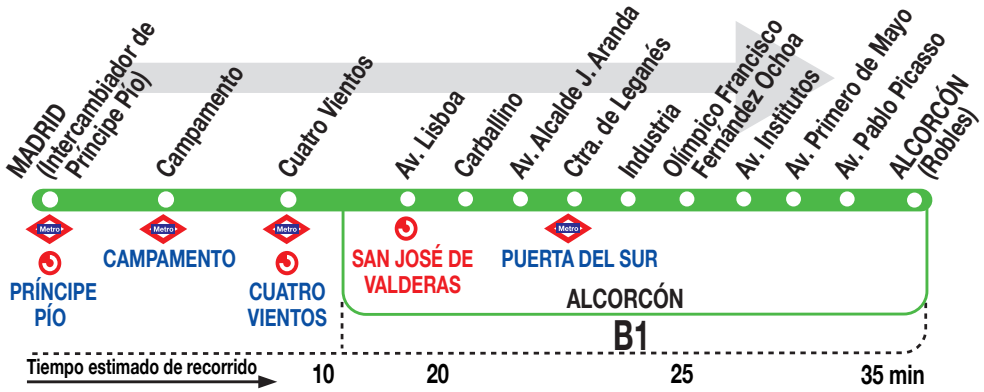 MADRID
(Intercambiador de
Príncipe Pío)
Campamento
Cuatro Vientos
Av. Lisboa
Carballino
Av. Alcalde J. Aranda
Ctra. de Leganés
Industria
Olímpico Francisco
Fernández Ochoa
Av. Institutos
Av. Primero de Mayo
Av. Pablo Picasso
ALCORCÓN
(Robles)
Metro
Metro
Metro
Metro
PRÍNCIPE
PÍO
CAMPAMENTO
CUATRO
VIENTOS
SAN JOSÉ DE
VALDERAS
PUERTA DEL SUR
ALCORCÓN
B1
Tiempo estimado de recorrido 10 20 25 35 min